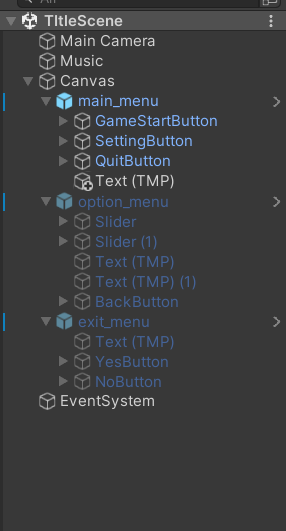 TItleScene
Main Camera
Music
Canvas
main_menu
GameStartButton
SettingButton
QuitButton
Text (TMP)
option_menu
Slider
Slider (1)
Text (TMP)
Text (TMP) (1)
BackButton
exit_menu
Text (TMP)
YesButton
NoButton
EventSystem